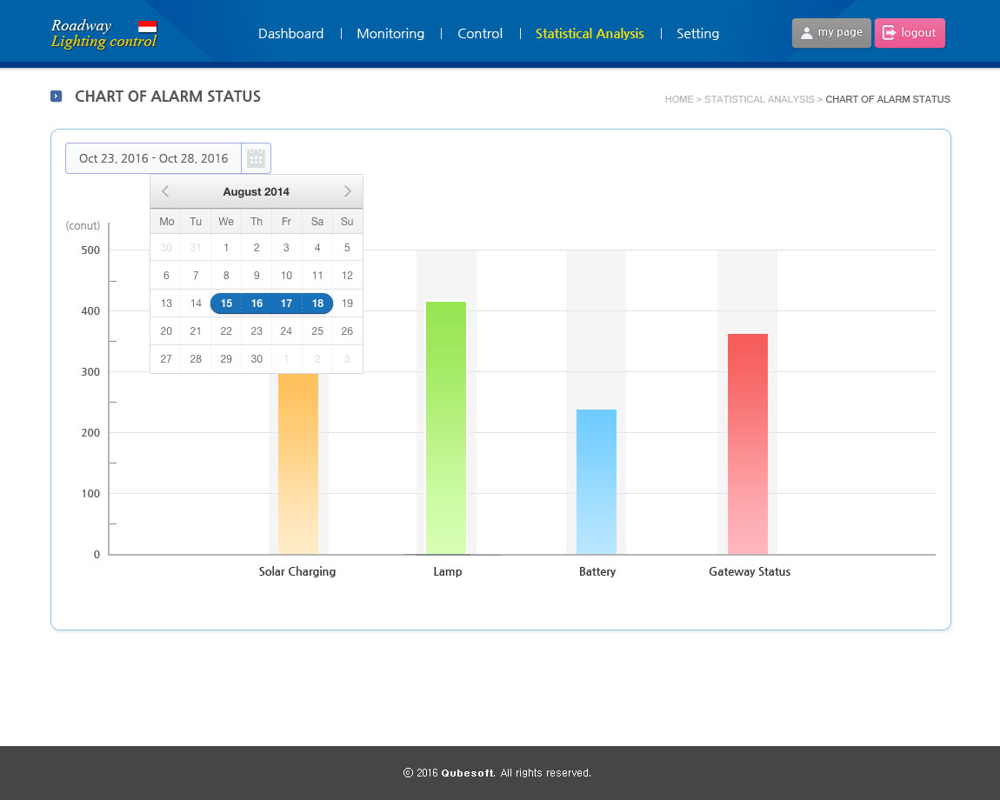 Roadway
Lighting control
Dashboard | Monitoring | Control | Statistical Analysis | Setting
my page
logout
CHART OF ALARM STATUS
HOME > STATISTICAL ANALYSIS > CHART OF ALARM STATUS
Oct 23, 2016 - Oct 28, 2016
August 2014
Mo Tu We Th Fr Sa Su
30 31 1 2 3 4 5
6 7 8 9 10 11 12
13 14 15 16 17 18 19
20 21 22 23 24 25 26
27 28 29 30 1 2 3
(conut)
500
400
300
200
100
0
Solar Charging
Lamp
Battery
Gateway Status
ⓒ 2016 Qubesoft. All rights reserved.